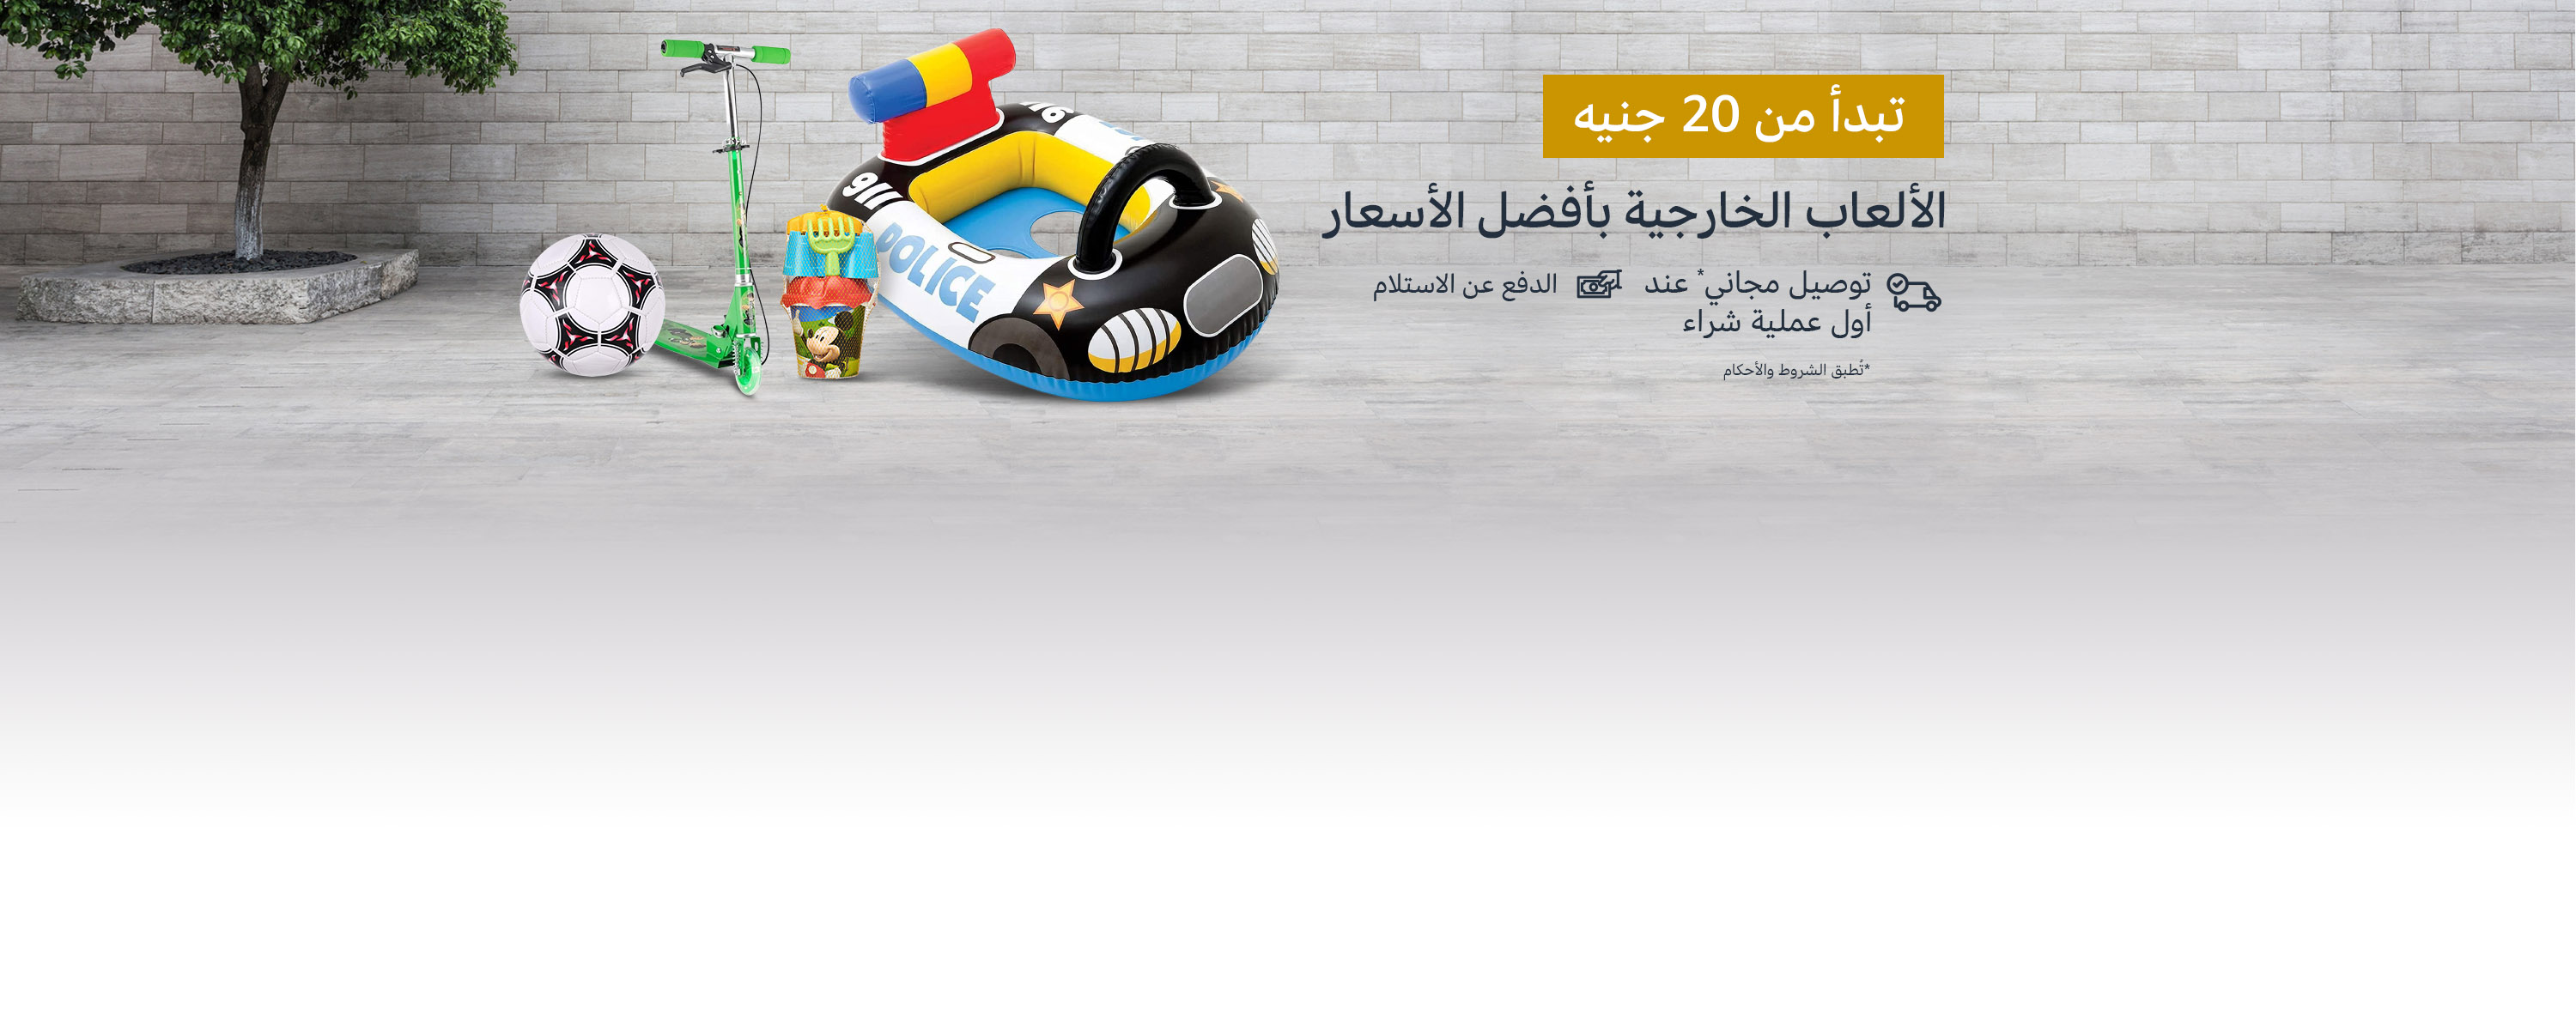 تبدأ من 20 جنيه
الألعاب الخارجية بأفضل الأسعار
توصيل مجاني* عند
أول عملية شراء
الدفع عن الاستلام
*تُطبق الشروط والأحكام
911
POLICE